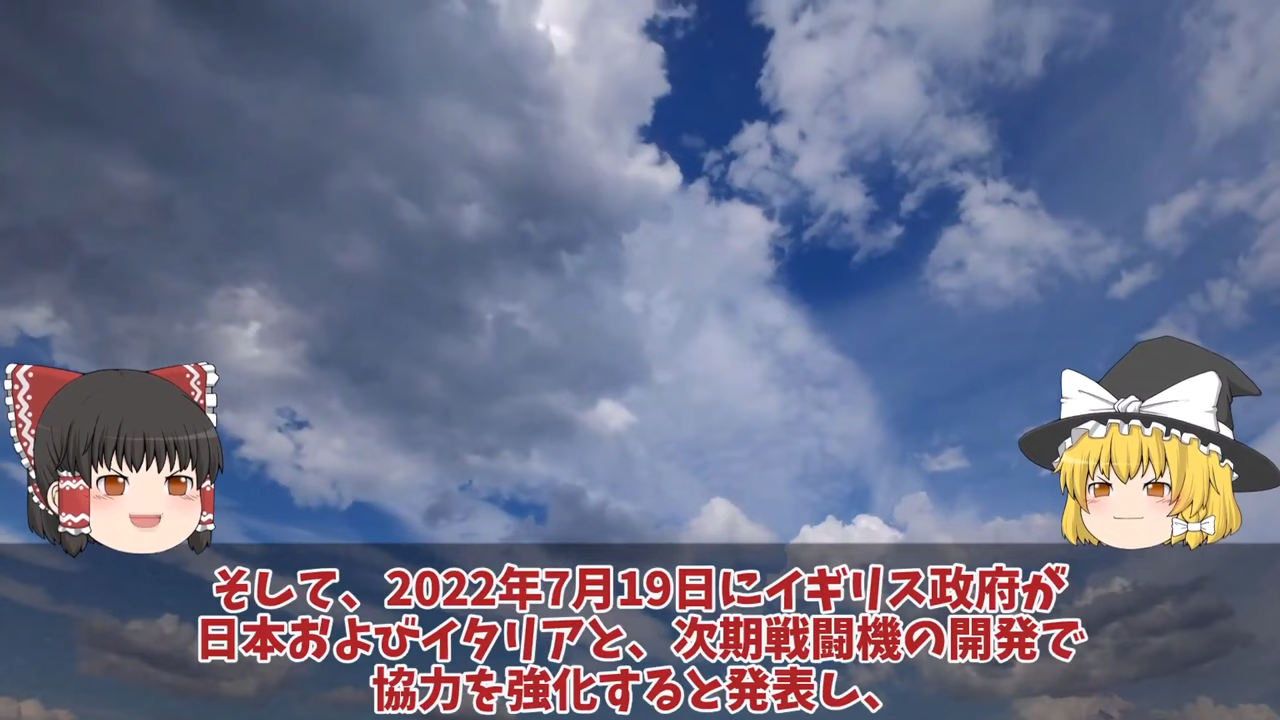 そして、2022年7月19日にイギリス政府が
日本およびイタリアと、次期戦闘機の開発で
協力を強化すると発表し、